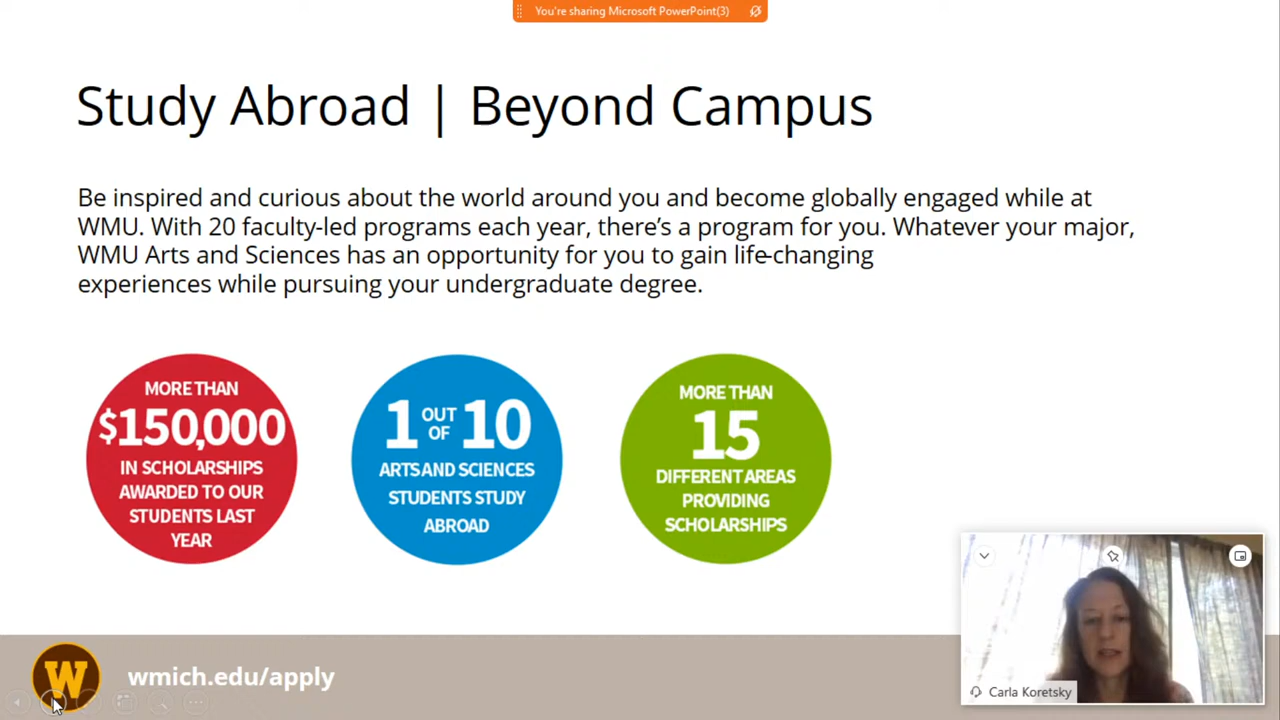 You're sharing Microsoft PowerPoint(3)
Study Abroad | Beyond Campus
Be inspired and curious about the world around you and become globally engaged while at
WMU. With 20 faculty-led programs each year, there's a program for you. Whatever your major,
WMU Arts and Sciences has an opportunity for you to gain life-changing
experiences while pursuing your undergraduate degree.
MORE THAN
$150,000
IN SCHOLARSHIPS
AWARDED TO OUR
STUDENTS LAST
YEAR
1 OUT OF 10
ARTS AND SCIENCES
STUDENTS STUDY
ABROAD
MORE THAN
15
DIFFERENT AREAS
PROVIDING
SCHOLARSHIPS
W
wmich.edu/apply
Carla Koretsky